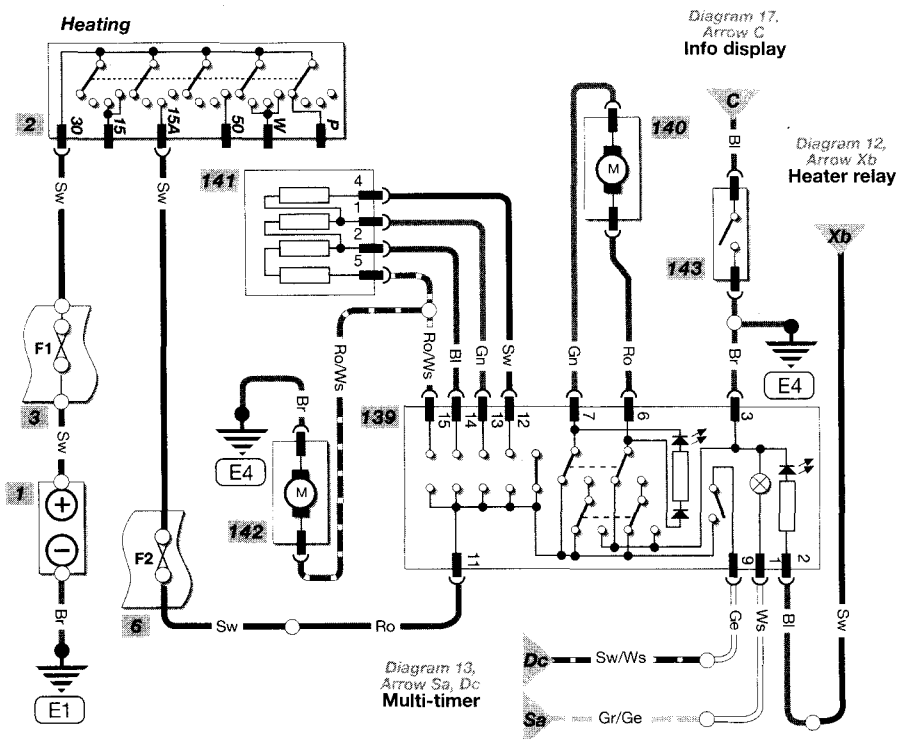 Heating
Diagram 17,
Arrow C
Info display
C
2
30
15
15A
50
W
P
140
M
Bl
Diagram 12,
Arrow Xb
Heater relay
Xb
Sw
Sw
141
4
1
2
5
143
F1
3
Ro/Ws
Bl
Gn
Sw
Gn
Ro
Br
E4
Sw
1
+
−
Br
E4
Br
142
M
Ro/Ws
139
15
14
13
12
7
6
3
11
9
1
2
F2
6
Sw
Ro
Ge
Ws
Bl
Sw
Br
E1
Diagram 13,
Arrow Sa, Dc
Multi-timer
Dc
Sw/Ws
Sa
Gr/Ge